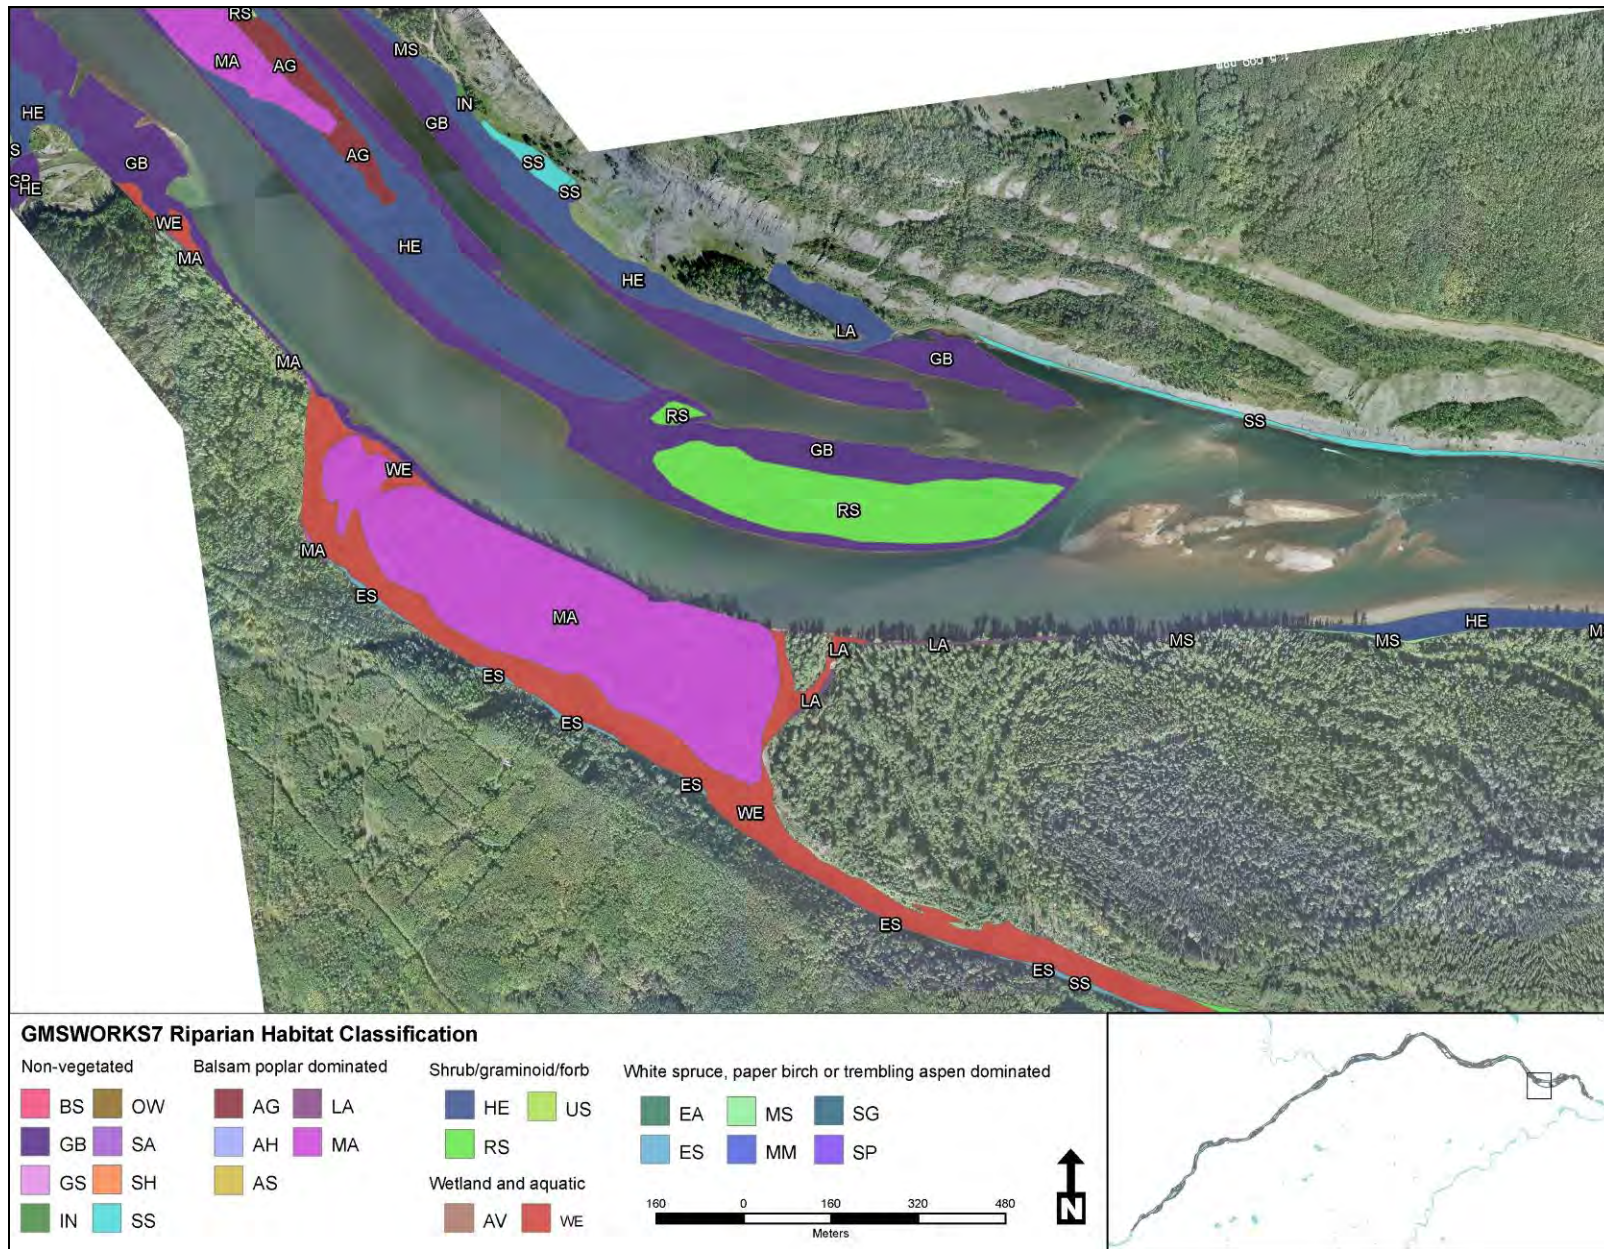 RS
MA
AG
MS
HE
IN
GB
S
GB
AG
SS
HE
SS
WE
HE
MA
HE
LA
MA
GB
RS
SS
GB
WE
RS
MA
ES
MA
HE
LA
LA
MS
MS
ES
LA
ES
ES
WE
ES
ES
SS
GMSWORKS7 Riparian Habitat Classification
Non-vegetated
BS OW
GB SA
GS SH
IN SS
Balsam poplar dominated
AG LA
AH MA
AS
Shrub/graminoid/forb
HE US
RS
Wetland and aquatic
AV WE
White spruce, paper birch or trembling aspen dominated
EA MS SG
ES MM SP
160 0 160 320 480
Meters
N